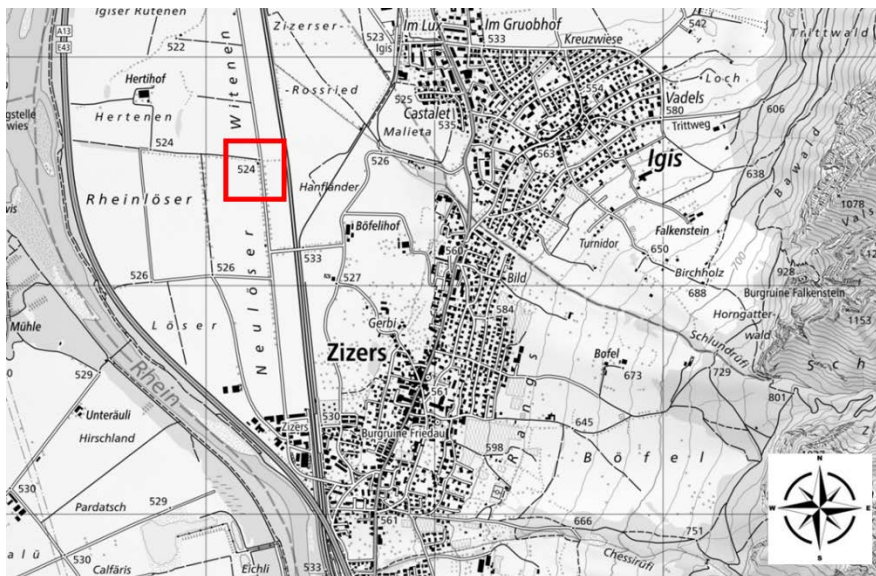 Igiser Rutenen
Zizerser
523
Igis
Im Gruobhof
533
Kreuzwiese
542
Trittwald
A13
E43
522
Loch
Hertihof
Witenen
-Rossried
525
Castalet
535
554
Vadels
580
606
Hertenen
Malieta
Trittweg
524
526
563
Igis
638
Bawald
524
Hanfländer
1078
Rheinlöser
Böfelihof
Falkenstein
Turnidor
560
650
700
533
526
526
527
Bild
Birchholz
928
688
Burgruine Falkenstein
Neulöser
584
Horngatter-
wald
1153
Löser
Gerbi
Mühle
Zizers
Bofel
Schlundrüfi
Rhein
673
729
529
561
801
Unteräuli
530
Zizers
Rangs
Hirschland
Burgruine Friedau
645
598
Böfel
530
529
Pardatsch
561
666
751
N
W
E
S
530
Calfäris
Eichli
533
Chessirüfi